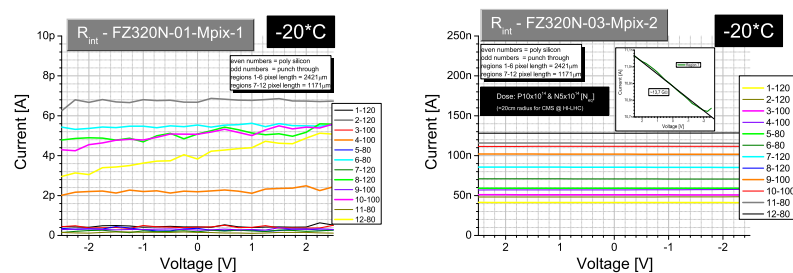 R_int - FZ320N-01-Mpix-1
-20*C
even numbers = poly silicon
odd numbers = punch through
regions 1-6 pixel length = 2421µm
regions 7-12 pixel length = 1171µm
10p
8p
6p
4p
2p
0
Current [A]
-2
-1
0
1
2
Voltage [V]
1-120
2-120
3-100
4-100
5-80
6-80
7-120
8-120
9-100
10-100
11-80
12-80
R_int - FZ320N-03-Mpix-2
-20*C
even numbers = poly silicon
odd numbers = punch through
regions 1-6 pixel length = 2421µm
regions 7-12 pixel length = 1171µm
Dose: P10x10^14 & N5x10^14 [N_eq]
(=20cm radius for CMS @ HI-LHC)
250n
200n
150n
100n
50n
0
Current [A]
2
1
0
-1
-2
Voltage [V]
Current [A]
Voltage [V]
1-120
2-120
3-100
4-100
5-80
6-80
7-120
8-120
9-100
10-100
11-80
12-80